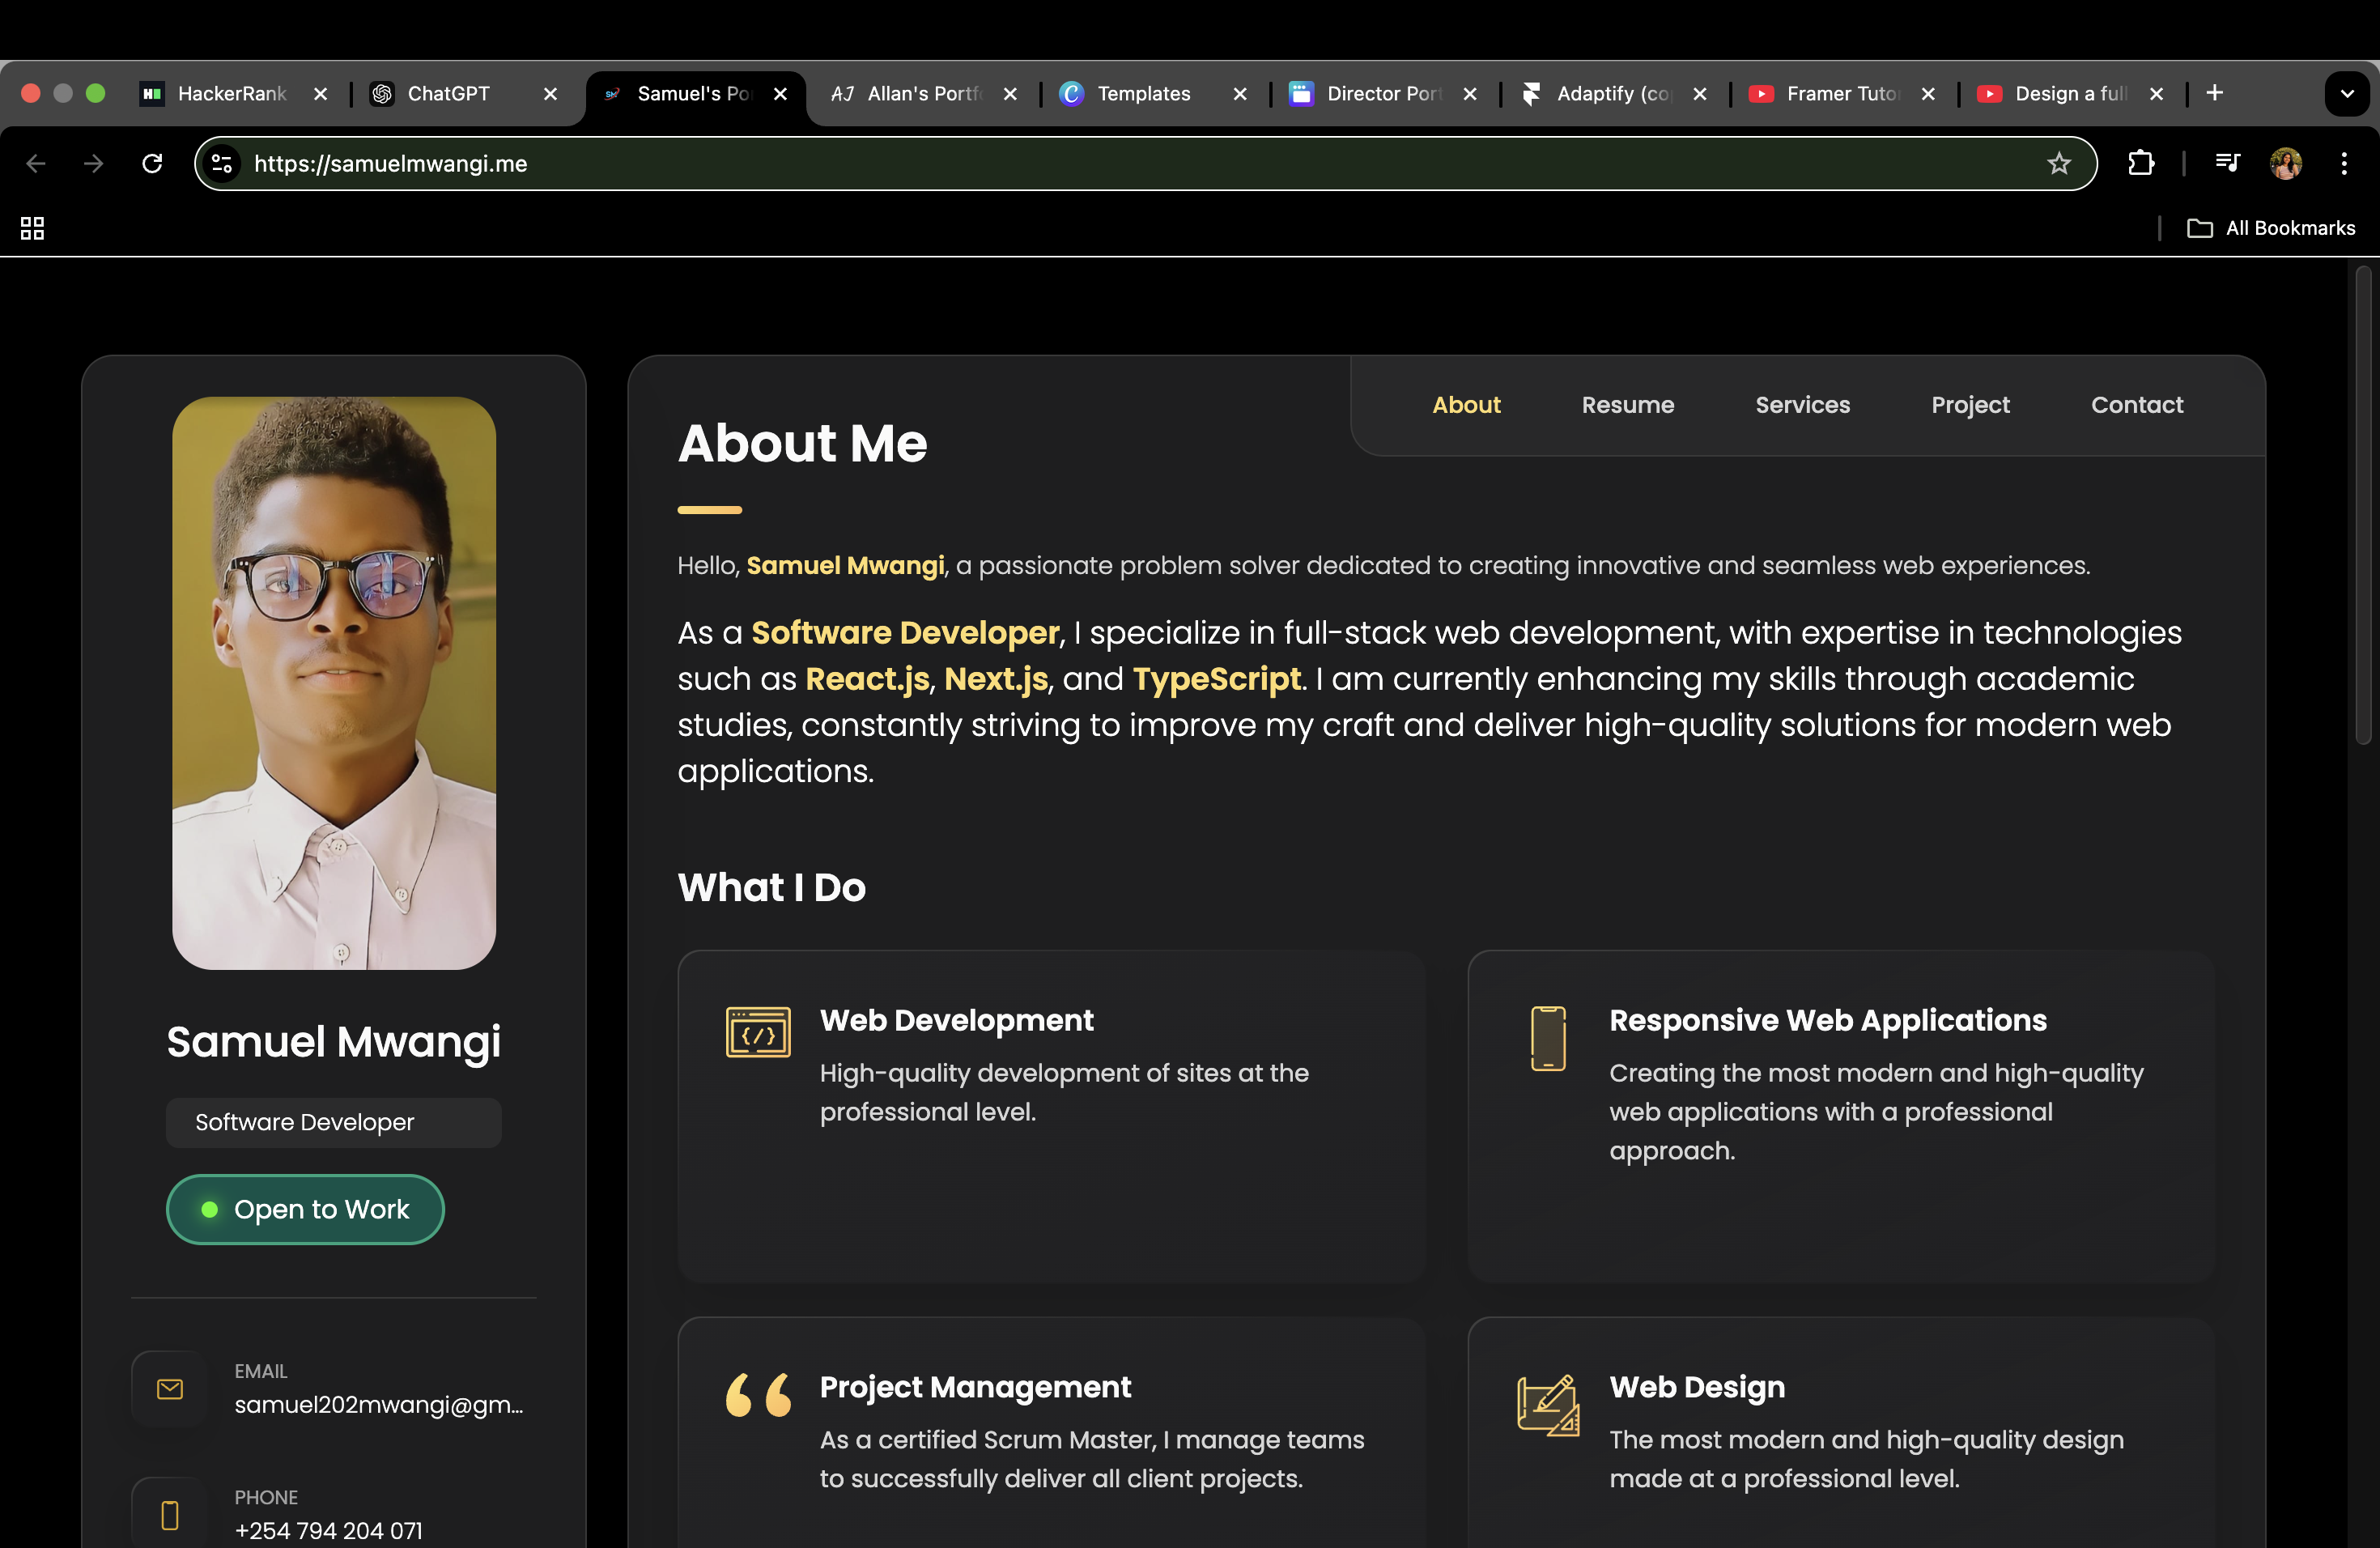 HackerRank
ChatGPT
Samuel's Po
Allan's Portf
Templates
Director Port
Adaptify (co
Framer Tuto
Design a full
https://samuelmwangi.me
All Bookmarks
Samuel Mwangi
Software Developer
Open to Work
EMAIL
samuel202mwangi@gm...
PHONE
+254 794 204 071
About
Resume
Services
Project
Contact
About Me
Hello, Samuel Mwangi, a passionate problem solver dedicated to creating innovative and seamless web experiences.
As a Software Developer, I specialize in full-stack web development, with expertise in technologies
such as React.js, Next.js, and TypeScript. I am currently enhancing my skills through academic
studies, constantly striving to improve my craft and deliver high-quality solutions for modern web
applications.
What I Do
Web Development
High-quality development of sites at the
professional level.
Responsive Web Applications
Creating the most modern and high-quality
web applications with a professional
approach.
Project Management
As a certified Scrum Master, I manage teams
to successfully deliver all client projects.
Web Design
The most modern and high-quality design
made at a professional level.